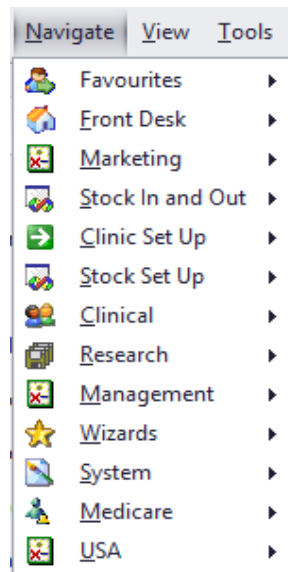 Navigate View Tools
Favourites
Front Desk
Marketing
Stock In and Out
Clinic Set Up
Stock Set Up
Clinical
Research
Management
Wizards
System
Medicare
USA